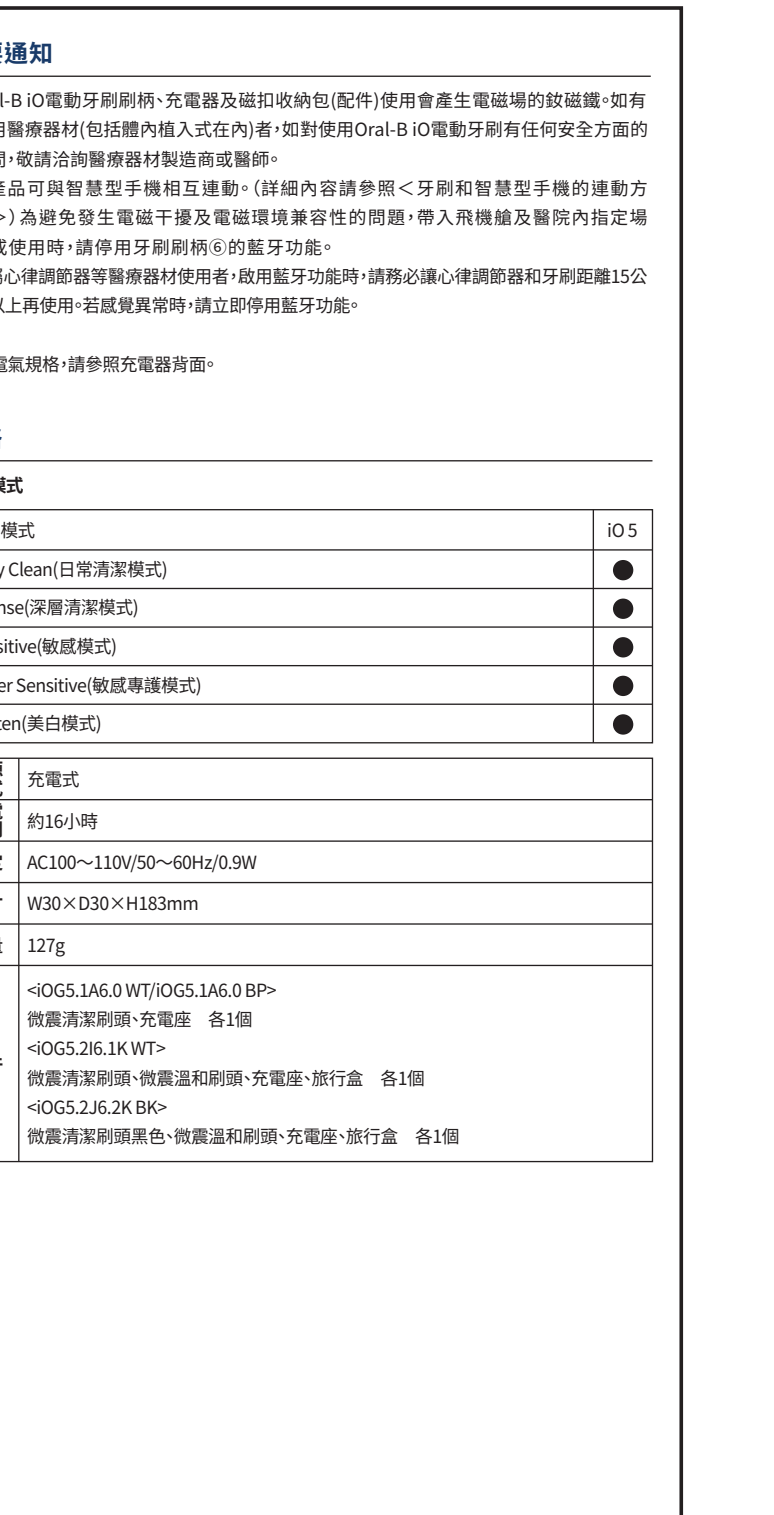 通知
l-B iO電動牙刷刷柄、充電器及磁扣收納包(配件)使用會產生電磁場的釹磁鐵。如有
醫療器材(包括體內植入式在內)者,如對使用Oral-B iO電動牙刷有任何安全方面的
,敬請洽詢醫療器材製造商或醫師。
產品可與智慧型手機相互連動。(詳細內容請參照<牙刷和智慧型手機的連動方
>)為避免發生電磁干擾及電磁環境兼容性的問題,帶入飛機艙及醫院內指定場
或使用時,請停用牙刷刷柄⑥的藍牙功能。
心律調節器等醫療器材使用者,啟用藍牙功能時,請務必讓心律調節器和牙刷距離15公
以上再使用。若感覺異常時,請立即停用藍牙功能。
電氣規格,請參照充電器背面。
模式
模式 iO 5
y Clean(日常清潔模式) ●
nse(深層清潔模式) ●
sitive(敏感模式) ●
er Sensitive(敏感專護模式) ●
ten(美白模式) ●
充電式
約16小時
AC100～110V/50～60Hz/0.9W
W30×D30×H183mm
127g
<iOG5.1A6.0 WT/iOG5.1A6.0 BP>
微震清潔刷頭、充電座　各1個
<iOG5.2I6.1K WT>
微震清潔刷頭、微震溫和刷頭、充電座、旅行盒　各1個
<iOG5.2J6.2K BK>
微震清潔刷頭黑色、微震溫和刷頭、充電座、旅行盒　各1個